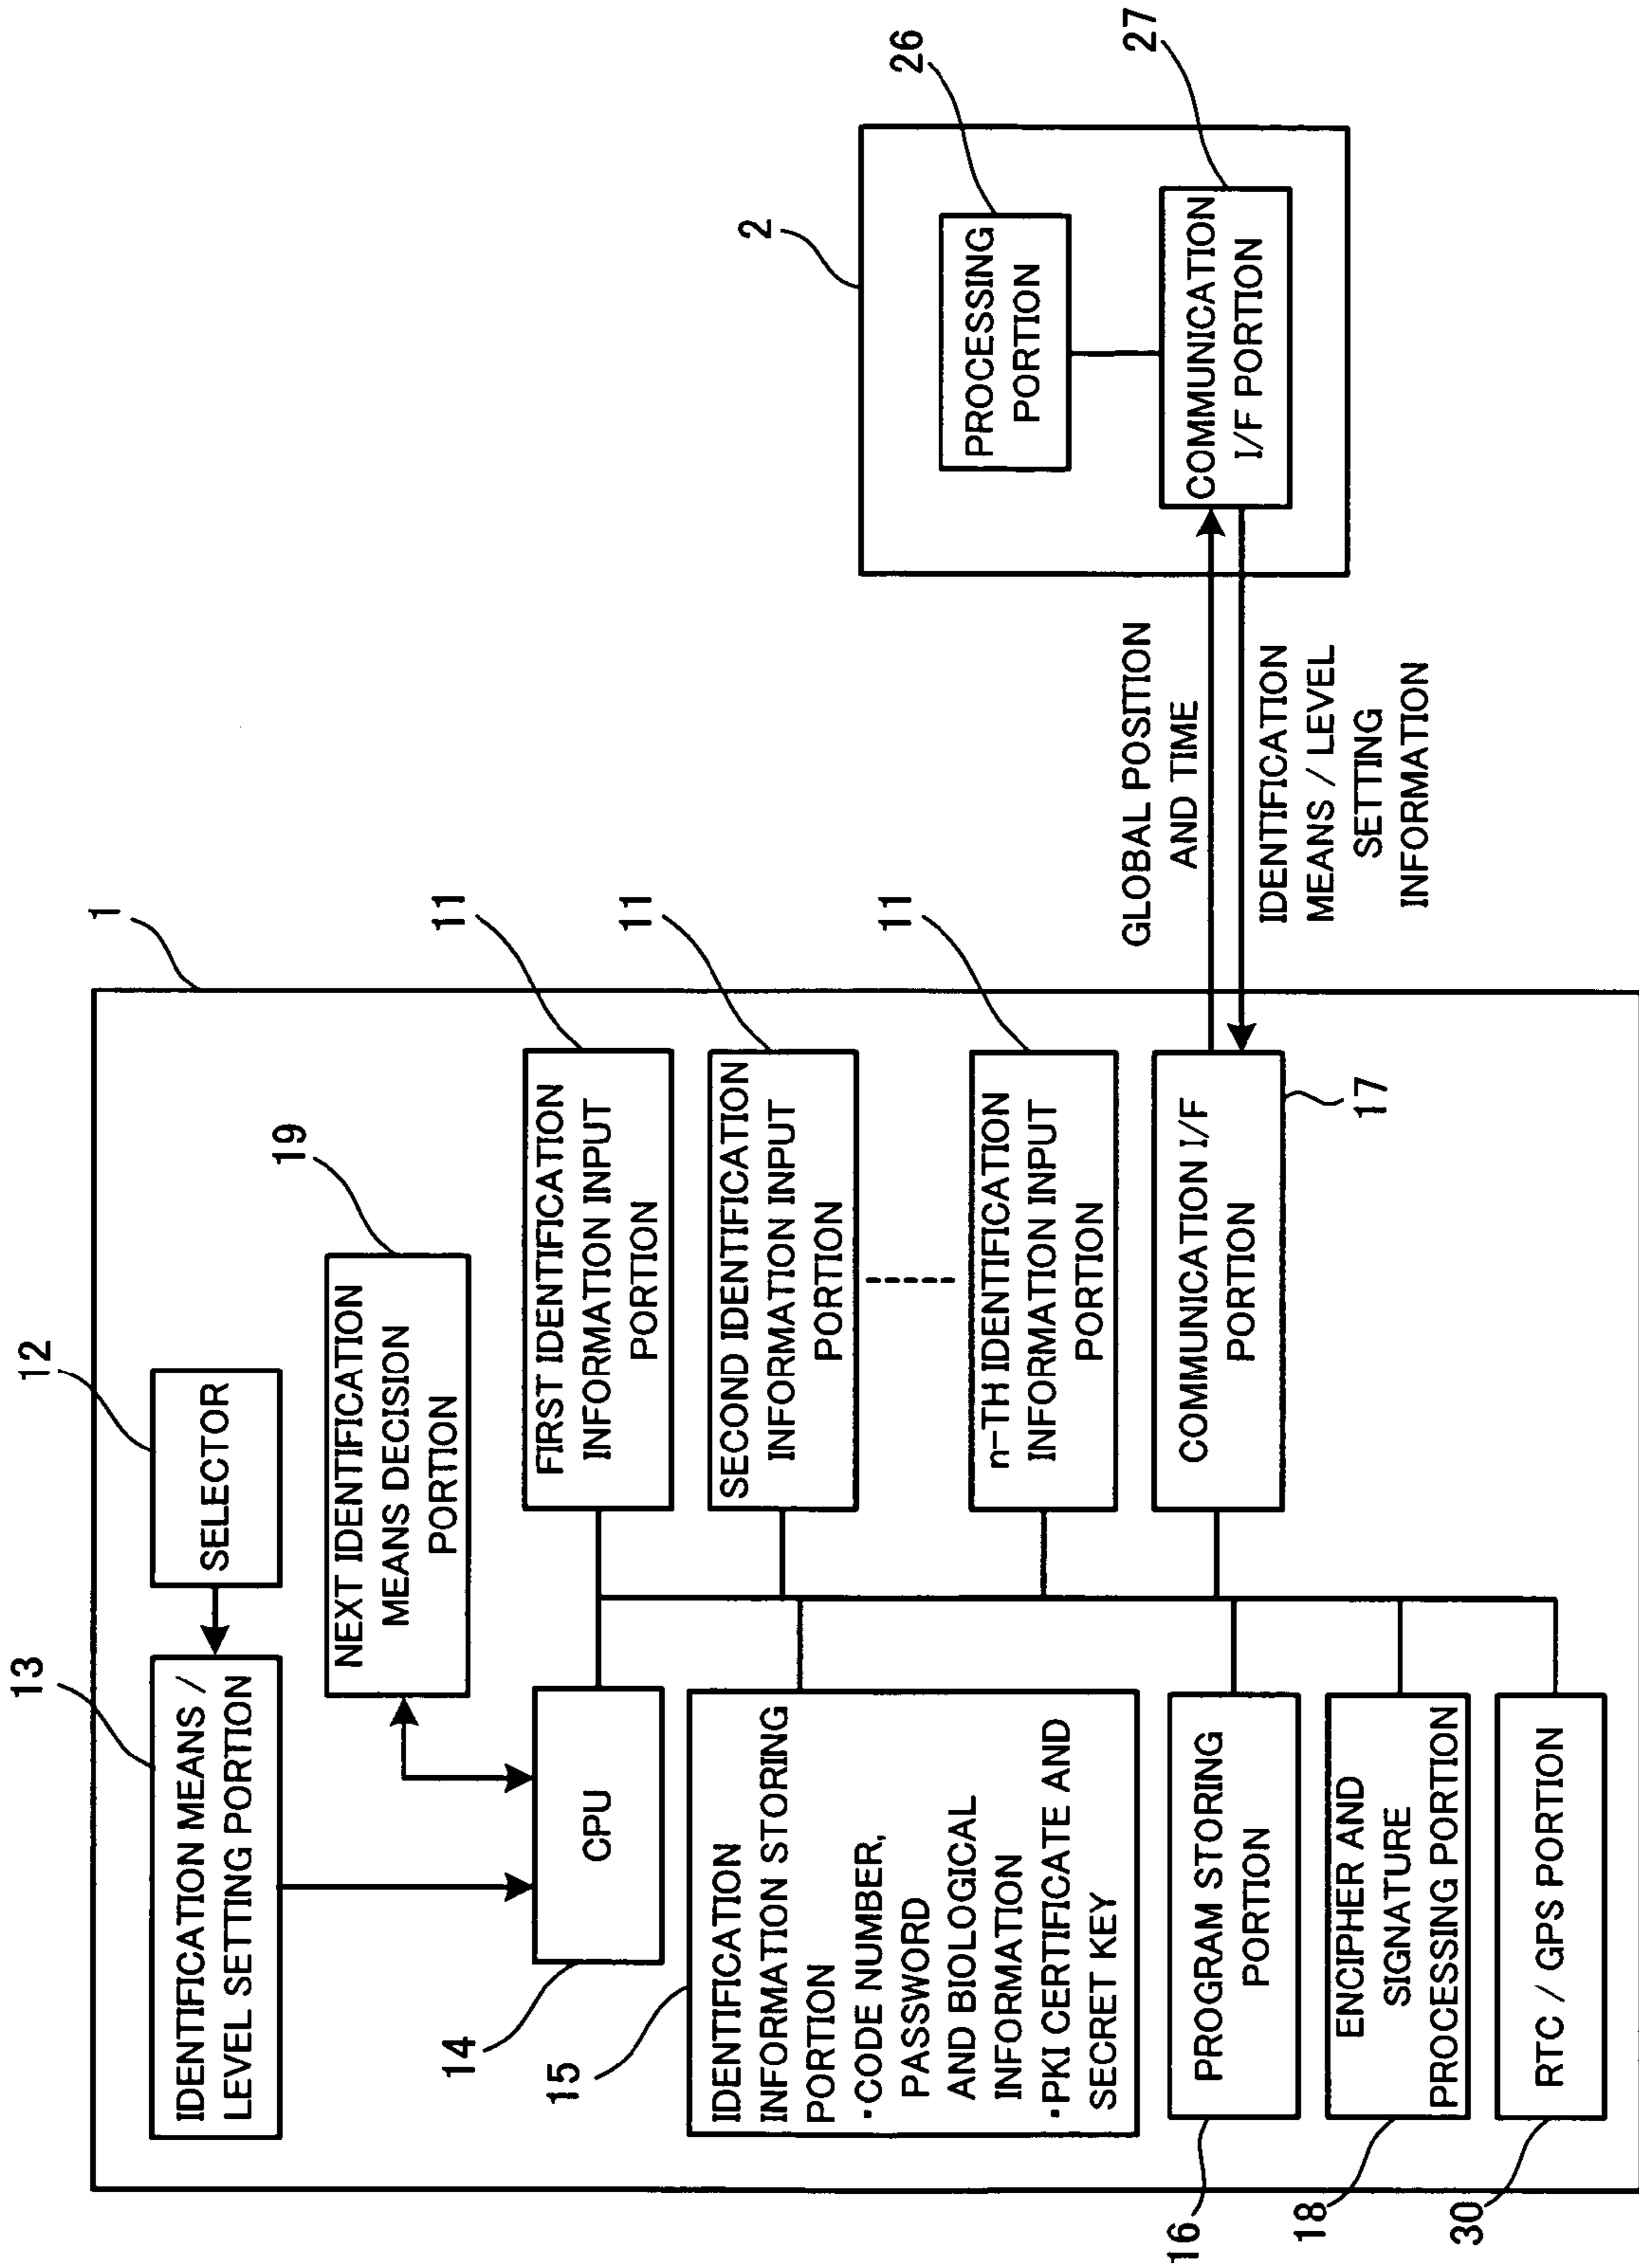 1
12
13
SELECTOR
IDENTIFICATION MEANS /
LEVEL SETTING PORTION
19
NEXT IDENTIFICATION
MEANS DECISION
PORTION
14
CPU
11
FIRST IDENTIFICATION
INFORMATION INPUT
PORTION
11
SECOND IDENTIFICATION
INFORMATION INPUT
PORTION
11
n-TH IDENTIFICATION
INFORMATION INPUT
PORTION
15
IDENTIFICATION
INFORMATION STORING
PORTION
・CODE NUMBER,
PASSWORD
AND BIOLOGICAL
INFORMATION
・PKI CERTIFICATE AND
SECRET KEY
16
PROGRAM STORING
PORTION
COMMUNICATION I/F
PORTION
17
18
ENCIPHER AND
SIGNATURE
PROCESSING PORTION
30
RTC / GPS PORTION
GLOBAL POSITION
AND TIME
IDENTIFICATION
MEANS / LEVEL
SETTING
INFORMATION
2
26
PROCESSING
PORTION
27
COMMUNICATION
I/F PORTION